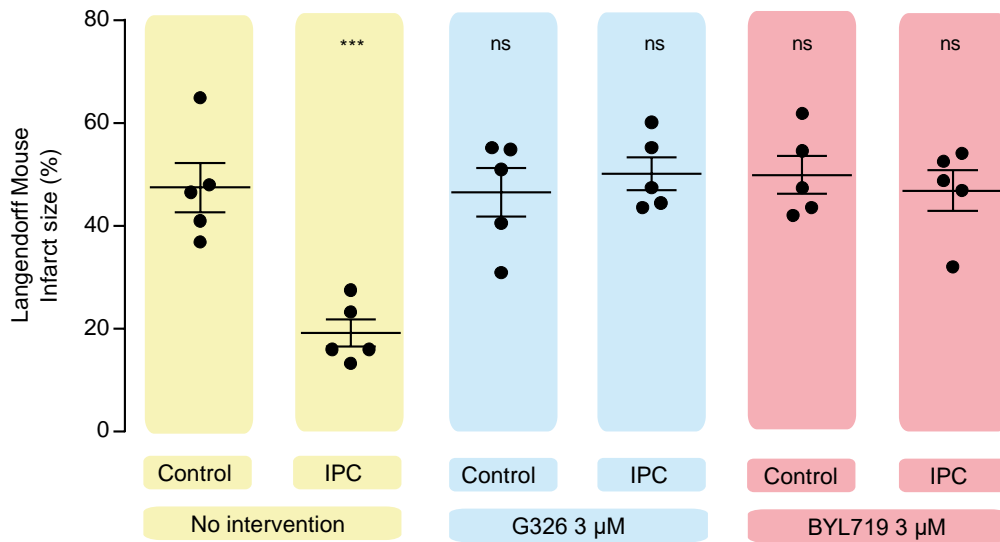 Langendorff Mouse
Infarct size (%)
80
60
40
20
0
***
ns
ns
ns
ns
Control
IPC
Control
IPC
Control
IPC
No intervention
G326 3 μM
BYL719 3 μM